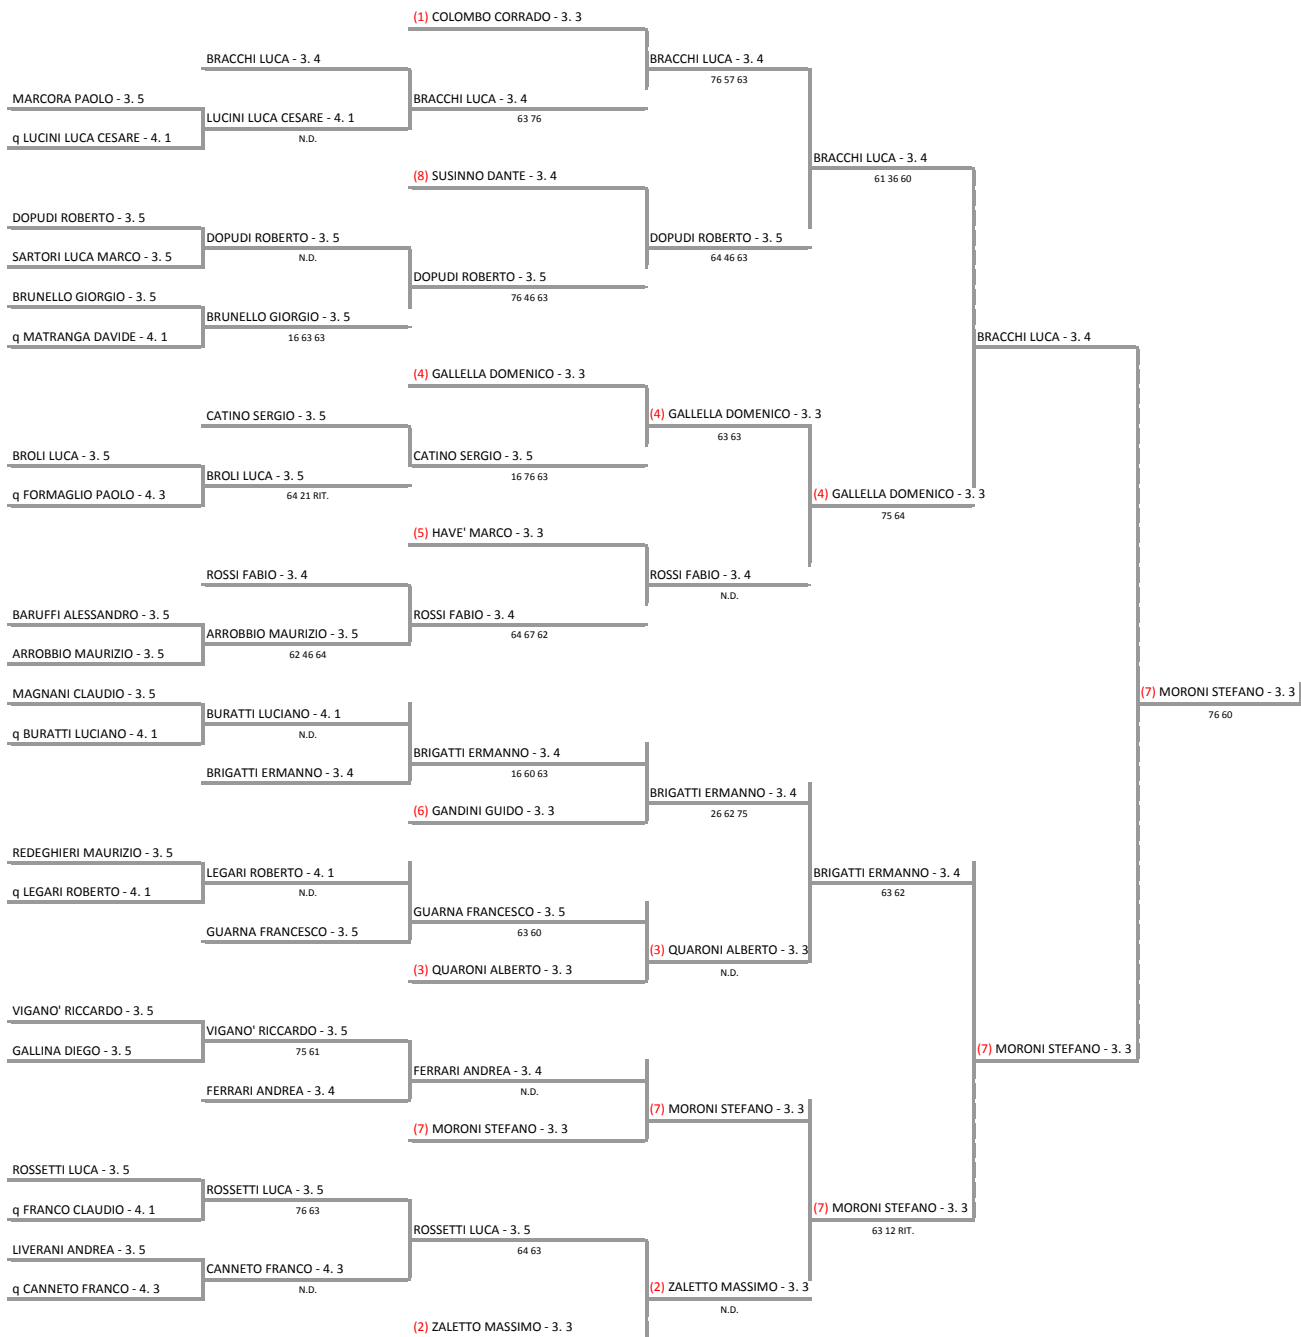 (1) COLOMBO CORRADO - 3. 3
BRACCHI LUCA - 3. 4
BRACCHI LUCA - 3. 4
76 57 63
MARCORA PAOLO - 3. 5
BRACCHI LUCA - 3. 4
LUCINI LUCA CESARE - 4. 1
63 76
q LUCINI LUCA CESARE - 4. 1
N.D.
BRACCHI LUCA - 3. 4
(8) SUSINNO DANTE - 3. 4
61 36 60
DOPUDI ROBERTO - 3. 5
DOPUDI ROBERTO - 3. 5
DOPUDI ROBERTO - 3. 5
SARTORI LUCA MARCO - 3. 5
N.D.
64 46 63
DOPUDI ROBERTO - 3. 5
BRUNELLO GIORGIO - 3. 5
76 46 63
BRUNELLO GIORGIO - 3. 5
q MATRANGA DAVIDE - 4. 1
16 63 63
BRACCHI LUCA - 3. 4
(4) GALLELLA DOMENICO - 3. 3
CATINO SERGIO - 3. 5
(4) GALLELLA DOMENICO - 3. 3
63 63
BROLI LUCA - 3. 5
CATINO SERGIO - 3. 5
BROLI LUCA - 3. 5
16 76 63
q FORMAGLIO PAOLO - 4. 3
64 21 RIT.
(4) GALLELLA DOMENICO - 3. 3
75 64
(5) HAVE' MARCO - 3. 3
ROSSI FABIO - 3. 4
ROSSI FABIO - 3. 4
N.D.
BARUFFI ALESSANDRO - 3. 5
ROSSI FABIO - 3. 4
ARROBBIO MAURIZIO - 3. 5
64 67 62
ARROBBIO MAURIZIO - 3. 5
62 46 64
MAGNANI CLAUDIO - 3. 5
(7) MORONI STEFANO - 3. 3
BURATTI LUCIANO - 4. 1
76 60
q BURATTI LUCIANO - 4. 1
N.D.
BRIGATTI ERMANNO - 3. 4
BRIGATTI ERMANNO - 3. 4
16 60 63
BRIGATTI ERMANNO - 3. 4
(6) GANDINI GUIDO - 3. 3
26 62 75
REDEGHIERI MAURIZIO - 3. 5
LEGARI ROBERTO - 4. 1
BRIGATTI ERMANNO - 3. 4
q LEGARI ROBERTO - 4. 1
N.D.
63 62
GUARNA FRANCESCO - 3. 5
GUARNA FRANCESCO - 3. 5
63 60
(3) QUARONI ALBERTO - 3. 3
(3) QUARONI ALBERTO - 3. 3
N.D.
VIGANO' RICCARDO - 3. 5
VIGANO' RICCARDO - 3. 5
GALLINA DIEGO - 3. 5
75 61
(7) MORONI STEFANO - 3. 3
FERRARI ANDREA - 3. 4
FERRARI ANDREA - 3. 4
N.D.
(7) MORONI STEFANO - 3. 3
(7) MORONI STEFANO - 3. 3
ROSSETTI LUCA - 3. 5
ROSSETTI LUCA - 3. 5
q FRANCO CLAUDIO - 4. 1
76 63
(7) MORONI STEFANO - 3. 3
ROSSETTI LUCA - 3. 5
63 12 RIT.
LIVERANI ANDREA - 3. 5
64 63
CANNETO FRANCO - 4. 3
q CANNETO FRANCO - 4. 3
N.D.
(2) ZALETTO MASSIMO - 3. 3
N.D.
(2) ZALETTO MASSIMO - 3. 3